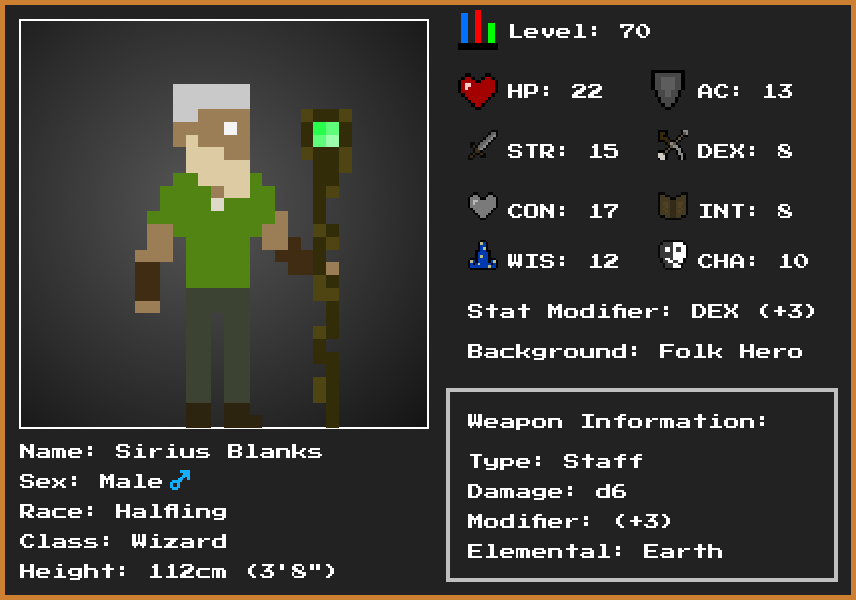 Level: 70
HP: 22
AC: 13
STR: 15
DEX: 8
CON: 17
INT: 8
WIS: 12
CHA: 10
Stat Modifier: DEX (+3)
Background: Folk Hero
Weapon Information:
Type: Staff
Damage: d6
Modifier: (+3)
Elemental: Earth
Name: Sirius Blanks
Sex: Male♂
Race: Halfling
Class: Wizard
Height: 112cm (3'8")